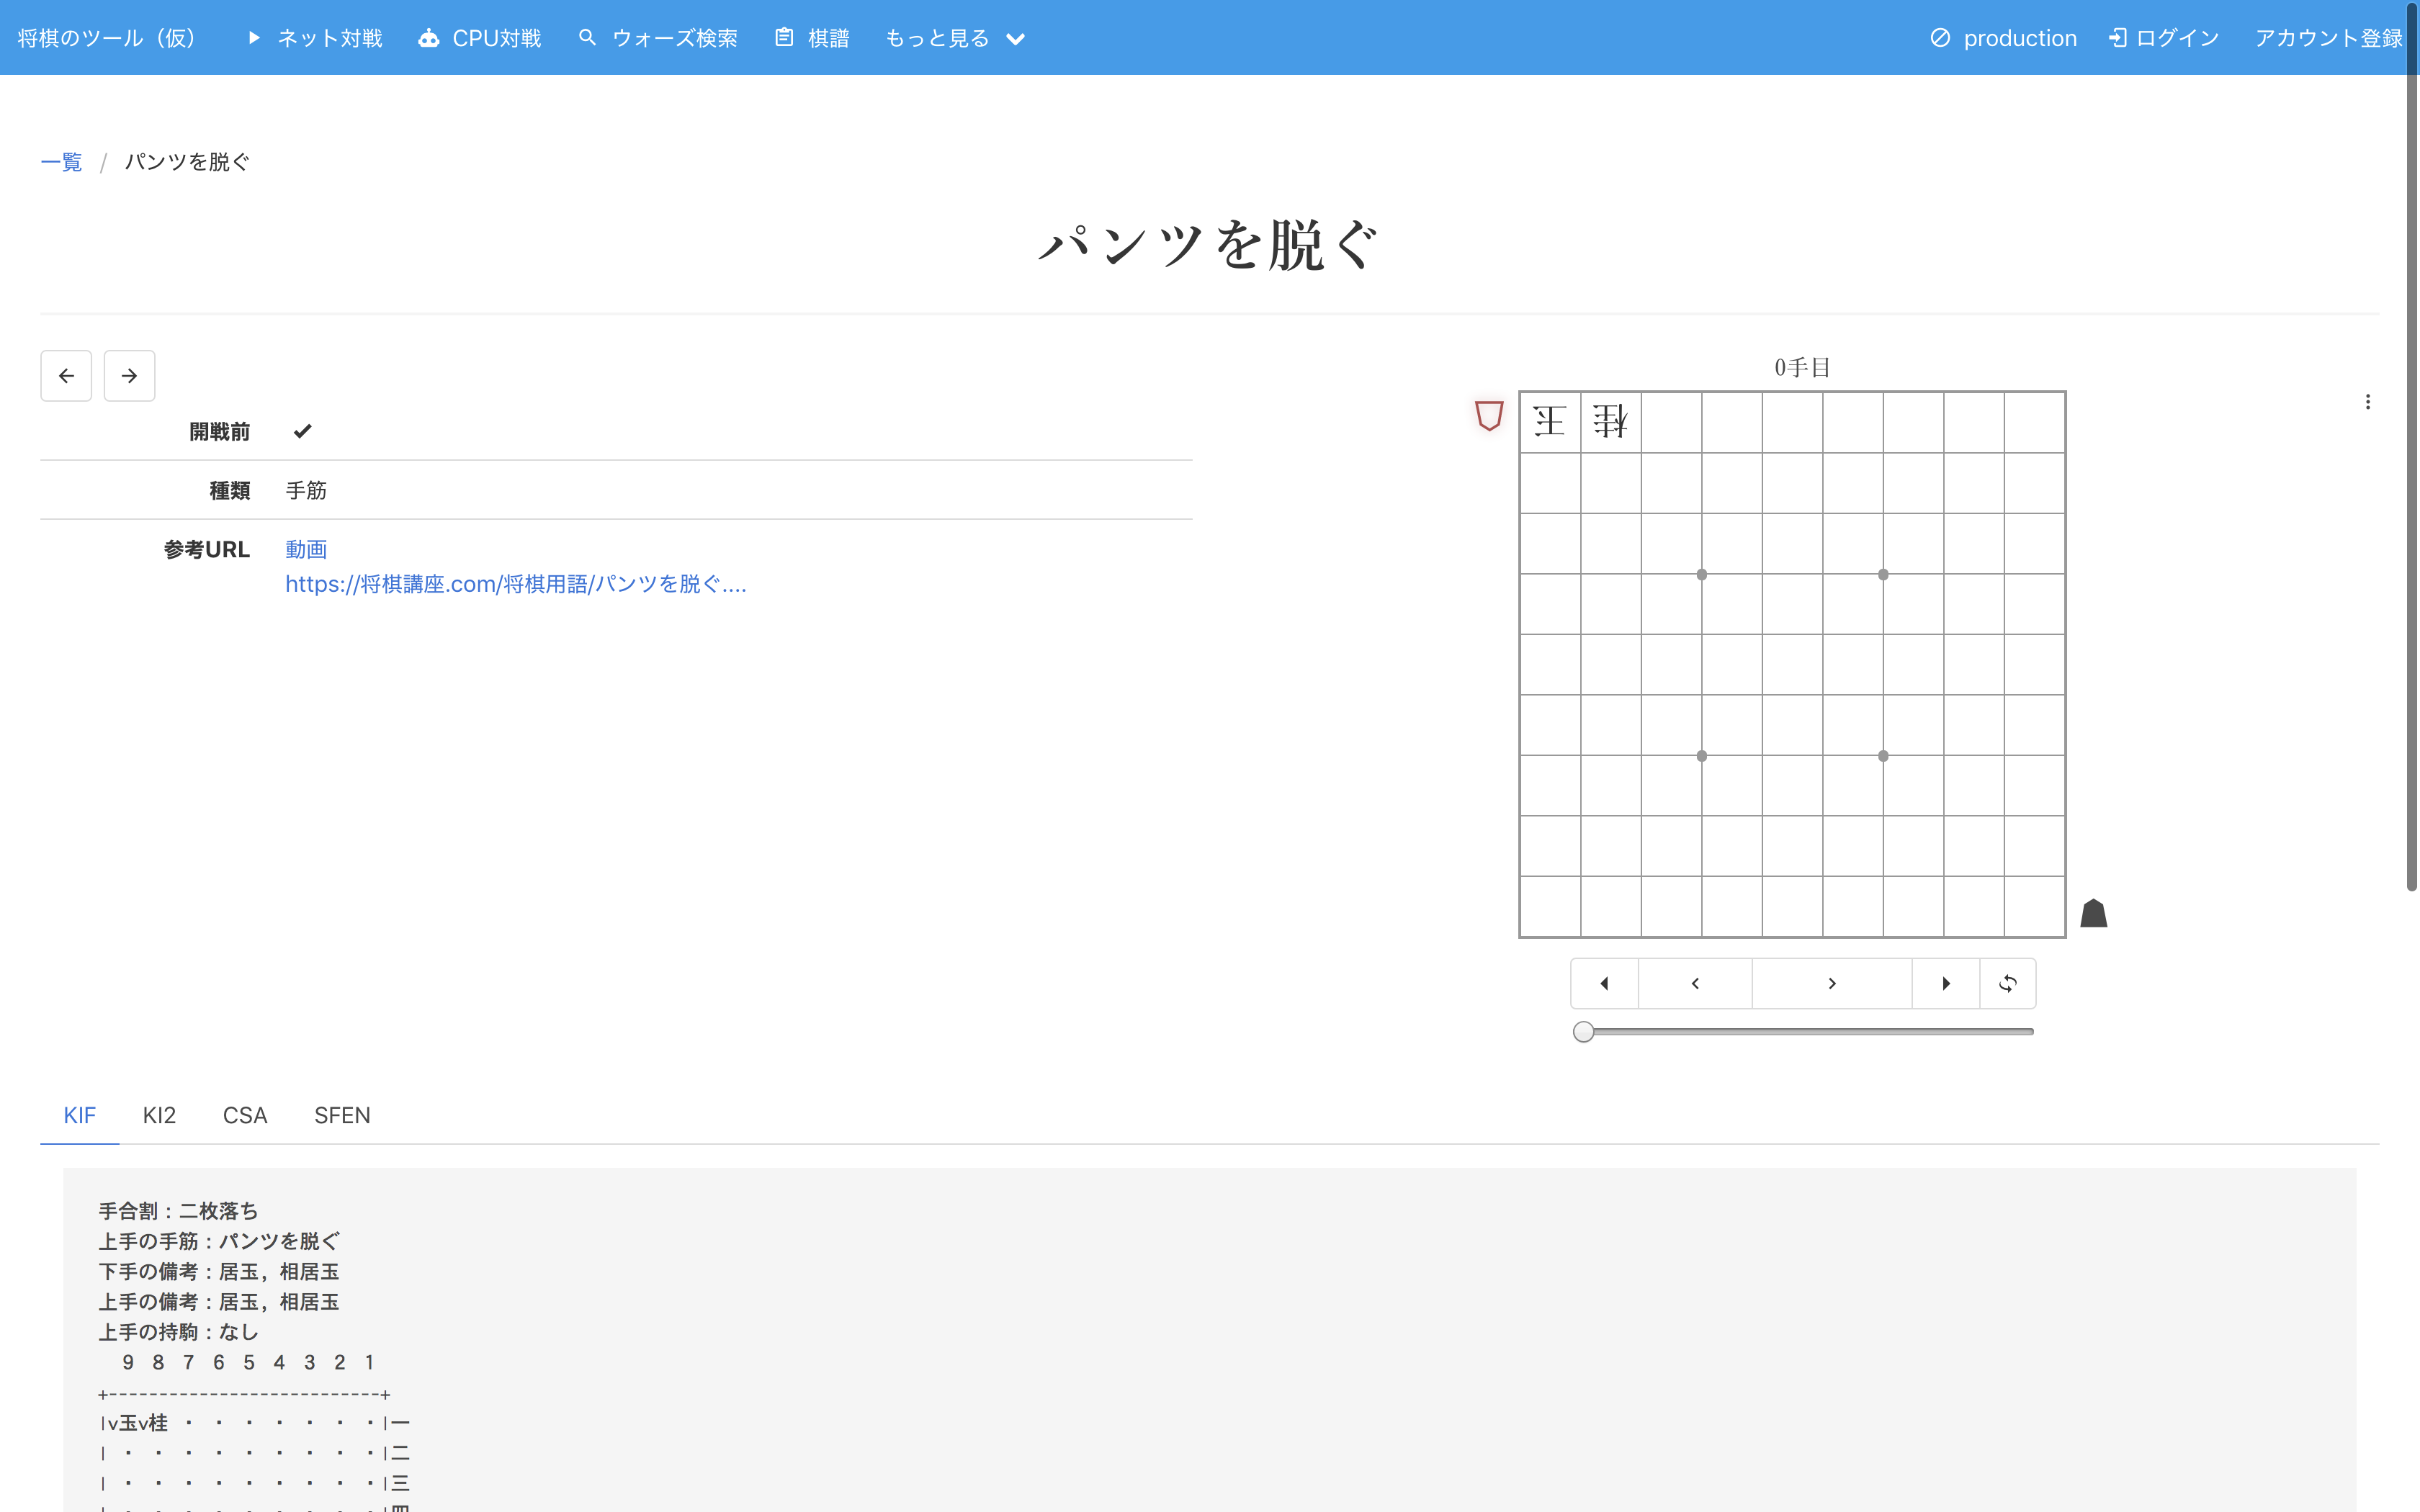 将棋のツール（仮） ネット対戦 CPU対戦 ウォーズ検索 棋譜 もっと見る production ログイン アカウント登録
一覧 / パンツを脱ぐ
パンツを脱ぐ
開戦前
種類 手筋
参考URL 動画
https://将棋講座.com/将棋用語/パンツを脱ぐ....
0手目
王 桂
KIF KI2 CSA SFEN
手合割：二枚落ち
上手の手筋：パンツを脱ぐ
下手の備考：居玉, 相居玉
上手の備考：居玉, 相居玉
上手の持駒：なし
9 8 7 6 5 4 3 2 1
+---------------------------+
|v玉v桂 ・ ・ ・ ・ ・ ・ ・|一
| ・ ・ ・ ・ ・ ・ ・ ・ ・|二
| ・ ・ ・ ・ ・ ・ ・ ・ ・|三
| ・ ・ ・ ・ ・ ・ ・ ・ ・|四